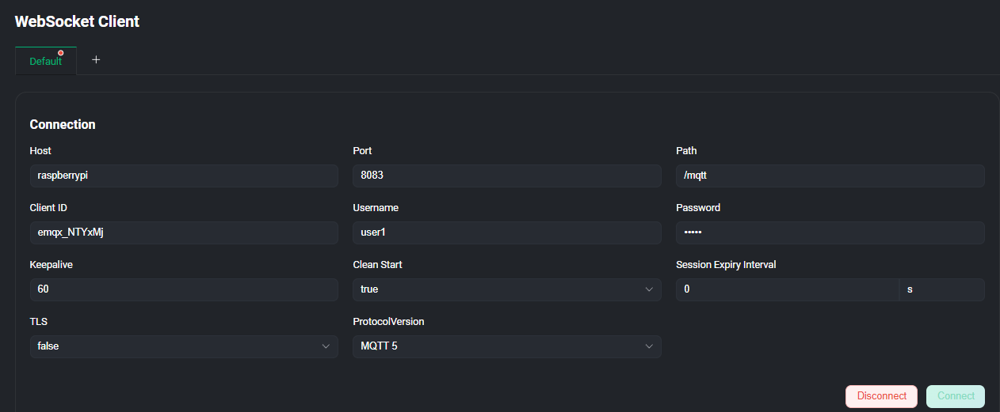 WebSocket Client
Default +
Connection
Host Port Path
raspberrypi 8083 /mqtt
Client ID Username Password
emqx_NTYxMj user1 •••••
Keepalive Clean Start Session Expiry Interval
60 true 0 s
TLS ProtocolVersion
false MQTT 5
Disconnect Connect